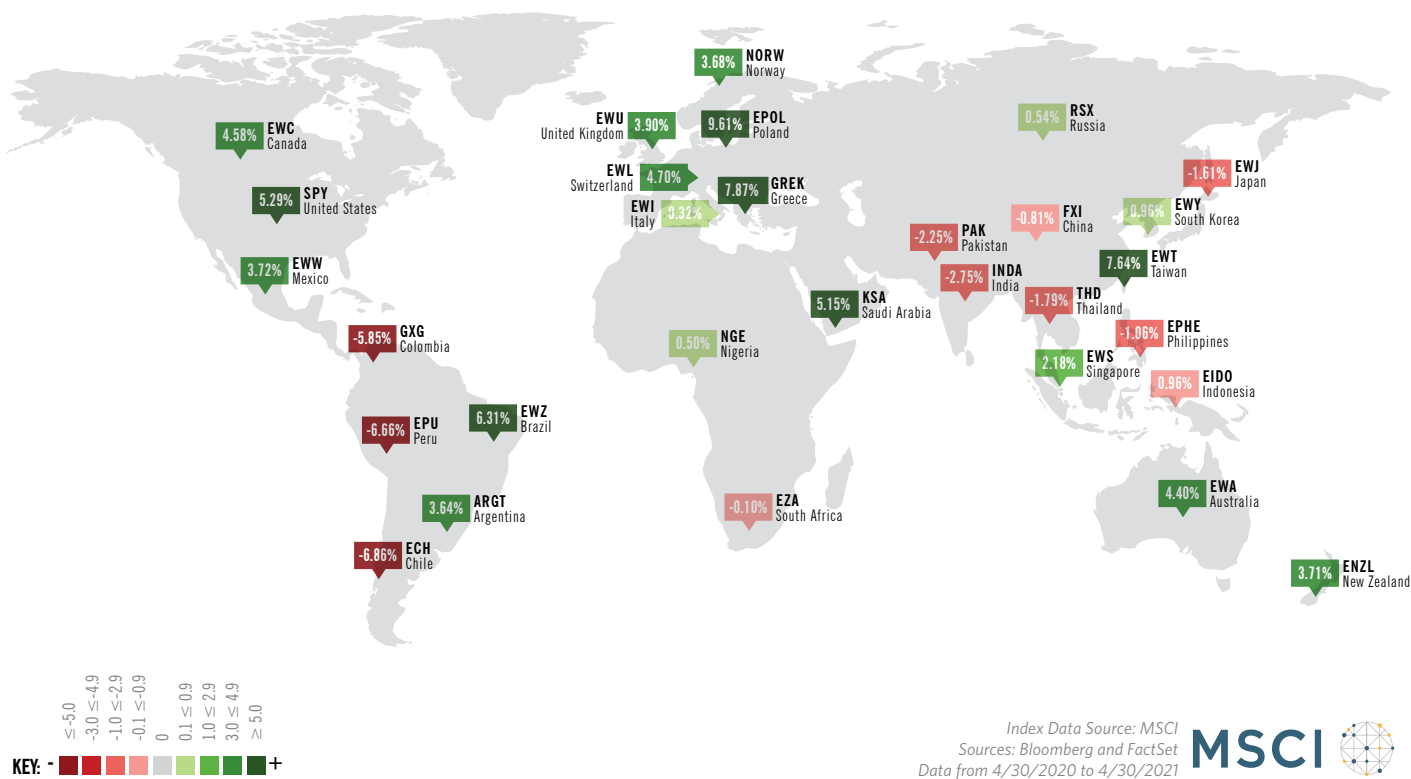 3.68%
NORW
Norway
4.58%
EWC
Canada
EWU
United Kingdom
3.90%
9.61%
EPOL
Poland
0.54%
RSX
Russia
5.29%
SPY
United States
EWL
Switzerland
4.70%
7.87%
GREK
Greece
-1.61%
EWJ
Japan
EWI
Italy
0.32%
-0.81%
FXI
China
0.96%
EWY
South Korea
3.72%
EWW
Mexico
-2.25%
PAK
Pakistan
7.64%
EWT
Taiwan
-2.75%
INDA
India
5.15%
KSA
Saudi Arabia
-1.79%
THD
Thailand
-5.85%
GXG
Colombia
0.50%
NGE
Nigeria
-1.06%
EPHE
Philippines
2.18%
EWS
Singapore
0.96%
EIDO
Indonesia
-6.66%
EPU
Peru
6.31%
EWZ
Brazil
3.64%
ARGT
Argentina
-0.10%
EZA
South Africa
4.40%
EWA
Australia
-6.86%
ECH
Chile
3.71%
ENZL
New Zealand
≤ -5.0
-3.0 ≤ -4.9
-1.0 ≤ -2.9
-0.1 ≤ -0.9
0
0.1 ≤ 0.9
1.0 ≤ 2.9
3.0 ≤ 4.9
≥ 5.0
KEY: - +
Index Data Source: MSCI
Sources: Bloomberg and FactSet
Data from 4/30/2020 to 4/30/2021
MSCI